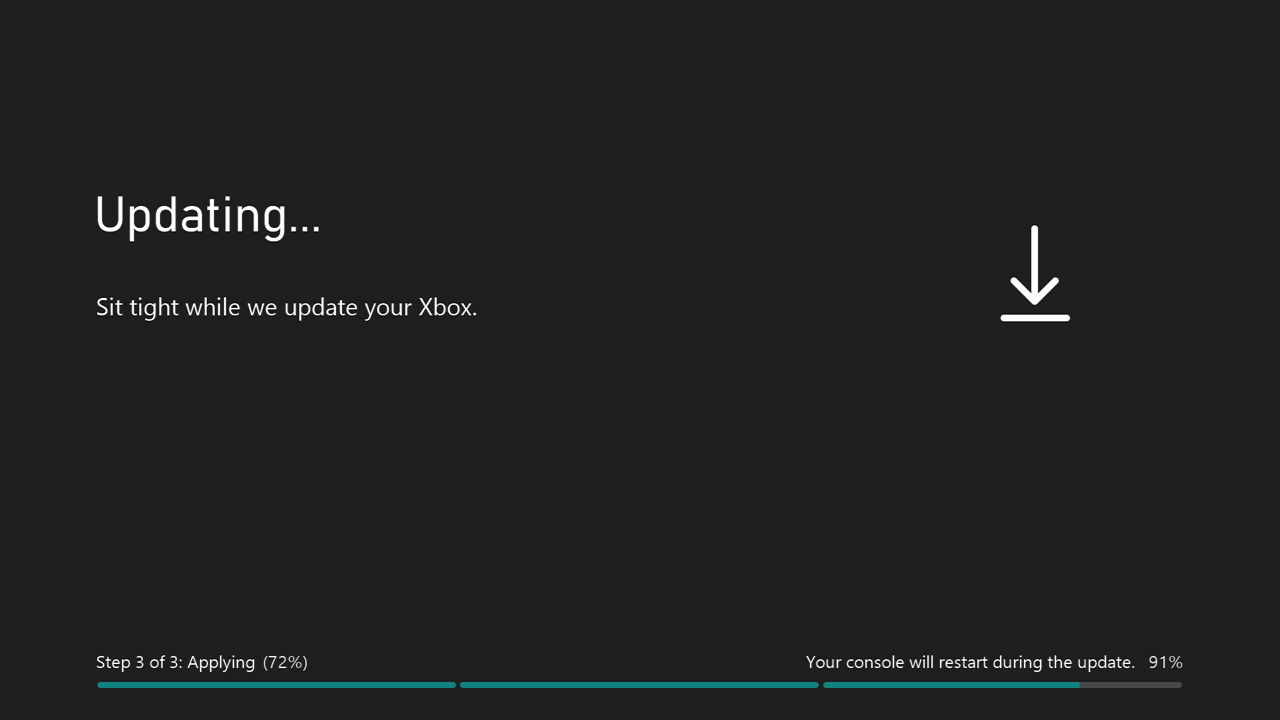 Updating...
Sit tight while we update your Xbox.
Step 3 of 3: Applying (72%)
Your console will restart during the update. 91%